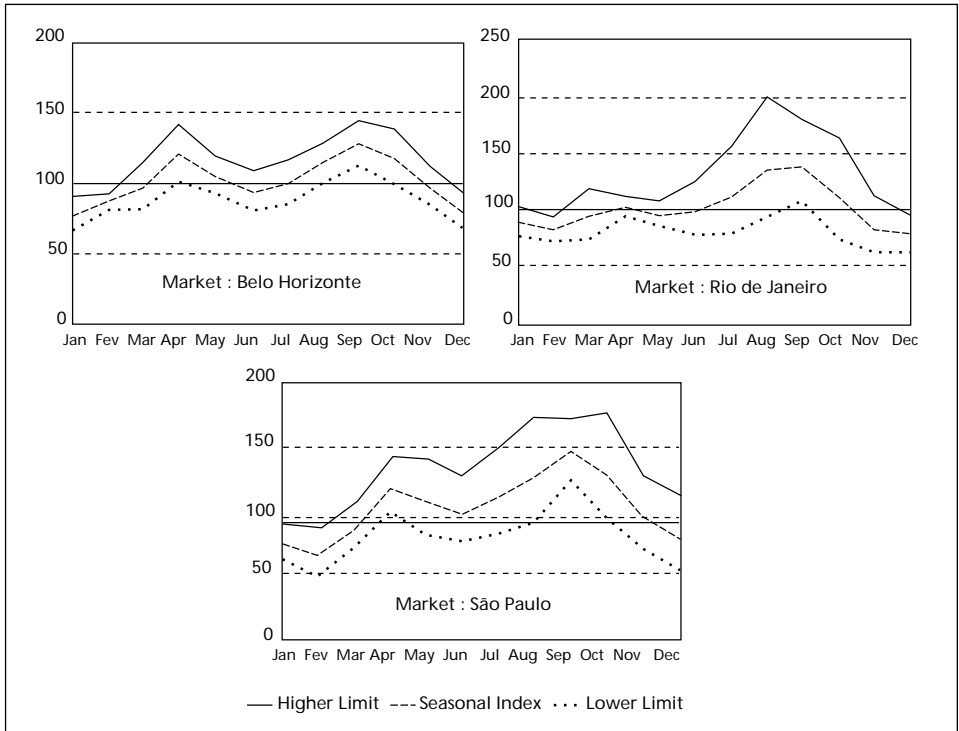 200
150
100
50
0
Market : Belo Horizonte
Jan Fev Mar Apr May Jun Jul Aug Sep Oct Nov Dec
250
200
150
100
50
0
Market : Rio de Janeiro
Jan Fev Mar Apr May Jun Jul Aug Sep Oct Nov Dec
200
150
100
50
0
Market : São Paulo
Jan Fev Mar Apr May Jun Jul Aug Sep Oct Nov Dec
Higher Limit Seasonal Index Lower Limit